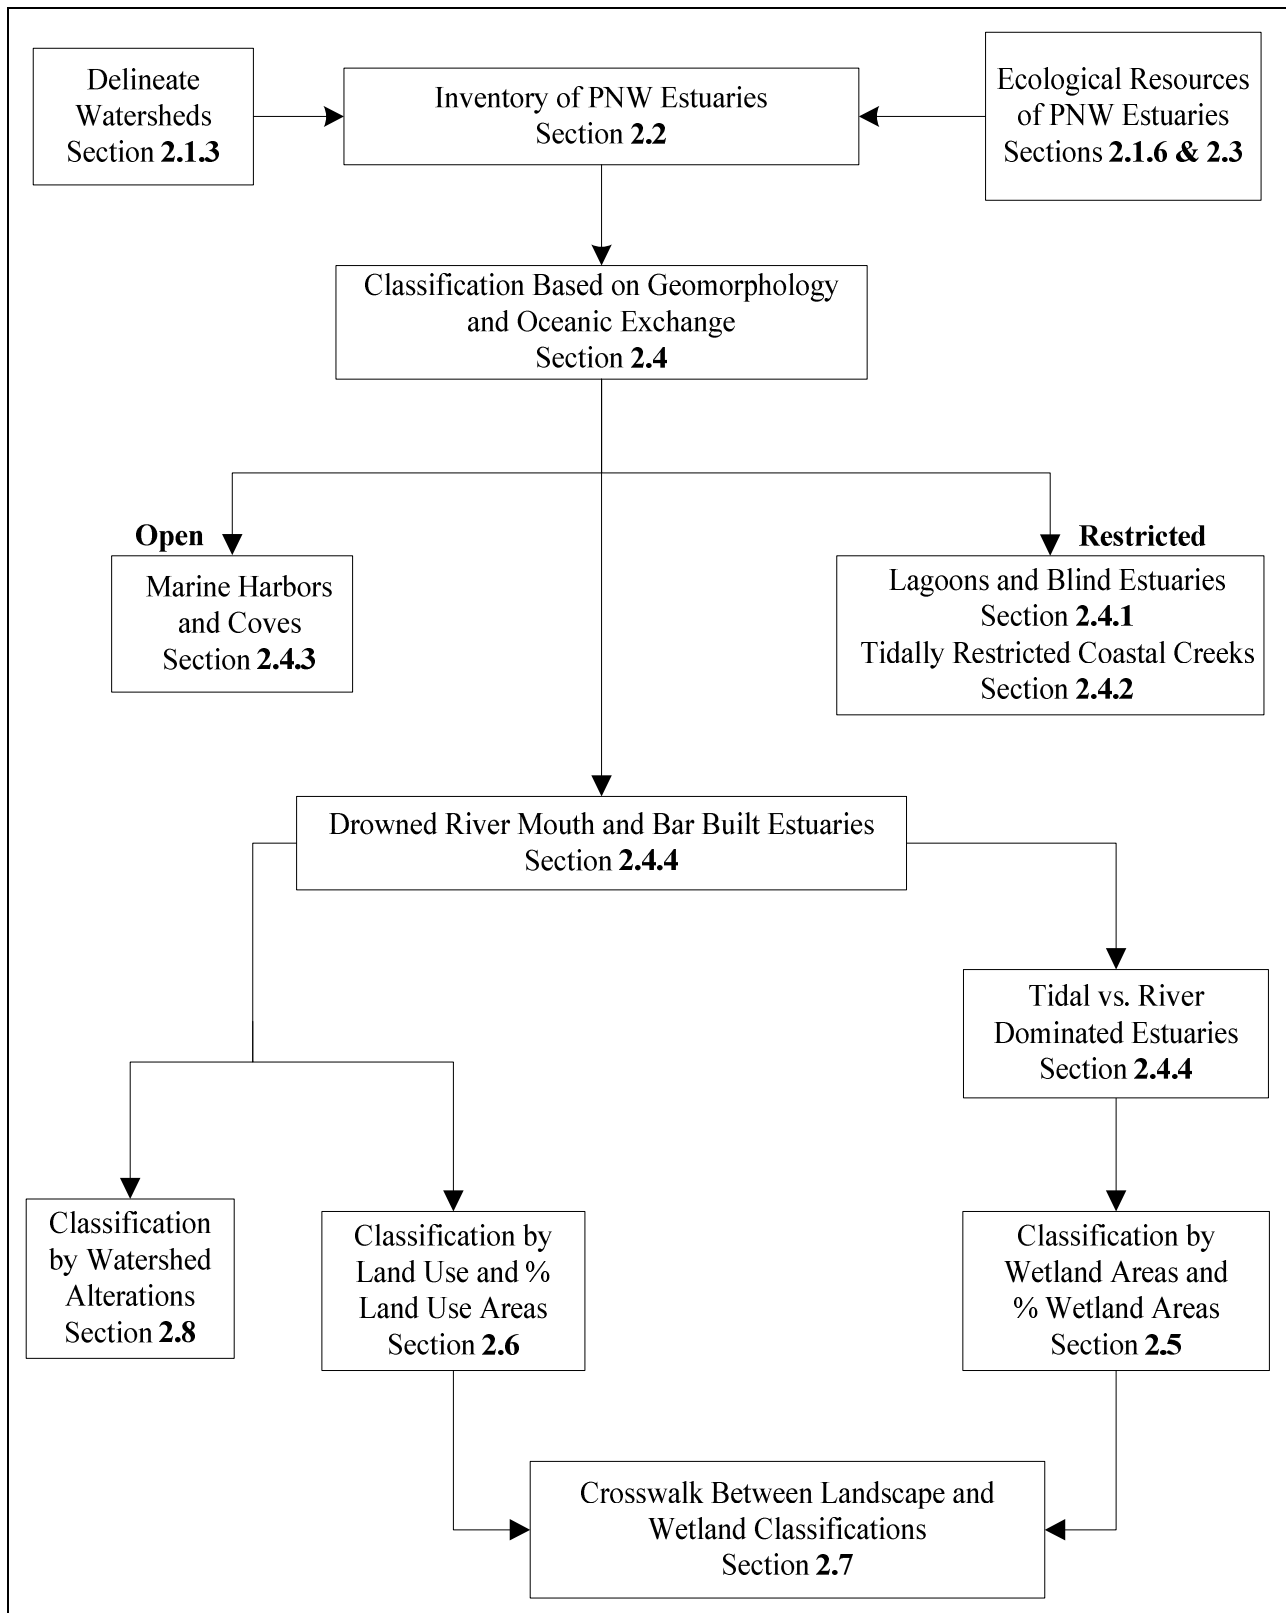 Delineate
Watersheds
Section 2.1.3
Inventory of PNW Estuaries
Section 2.2
Ecological Resources
of PNW Estuaries
Sections 2.1.6 & 2.3
Classification Based on Geomorphology
and Oceanic Exchange
Section 2.4
Open
Marine Harbors
and Coves
Section 2.4.3
Restricted
Lagoons and Blind Estuaries
Section 2.4.1
Tidally Restricted Coastal Creeks
Section 2.4.2
Drowned River Mouth and Bar Built Estuaries
Section 2.4.4
Tidal vs. River
Dominated Estuaries
Section 2.4.4
Classification
by Watershed
Alterations
Section 2.8
Classification by
Land Use and %
Land Use Areas
Section 2.6
Classification by
Wetland Areas and
% Wetland Areas
Section 2.5
Crosswalk Between Landscape and
Wetland Classifications
Section 2.7